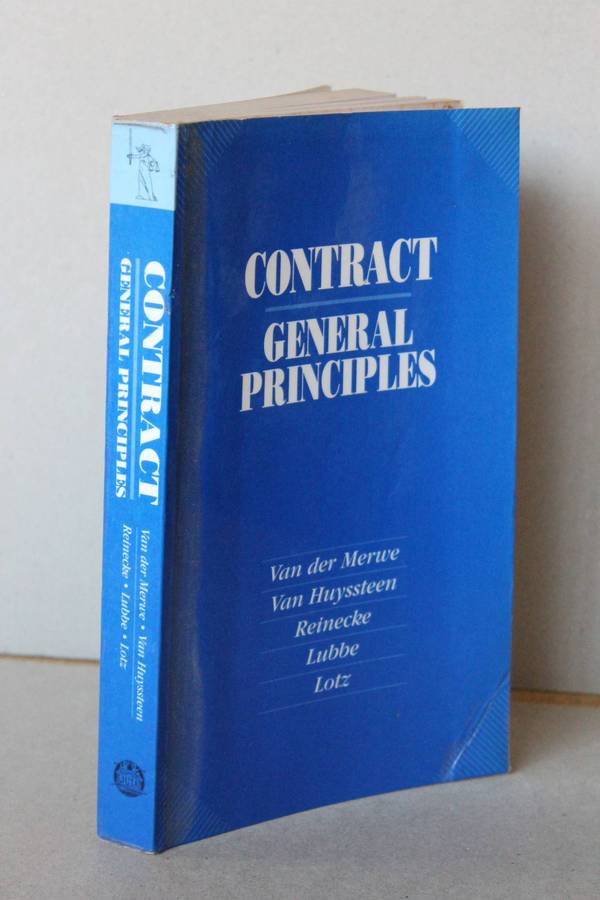 CONTRACT
GENERAL
PRINCIPLES
Van der Merwe
Van Huyssteen
Reinecke
Lubbe
Lotz
CONTRACT
GENERAL PRINCIPLES
Van der Merwe • Van Huyssteen
Reinecke • Lubbe • Lotz